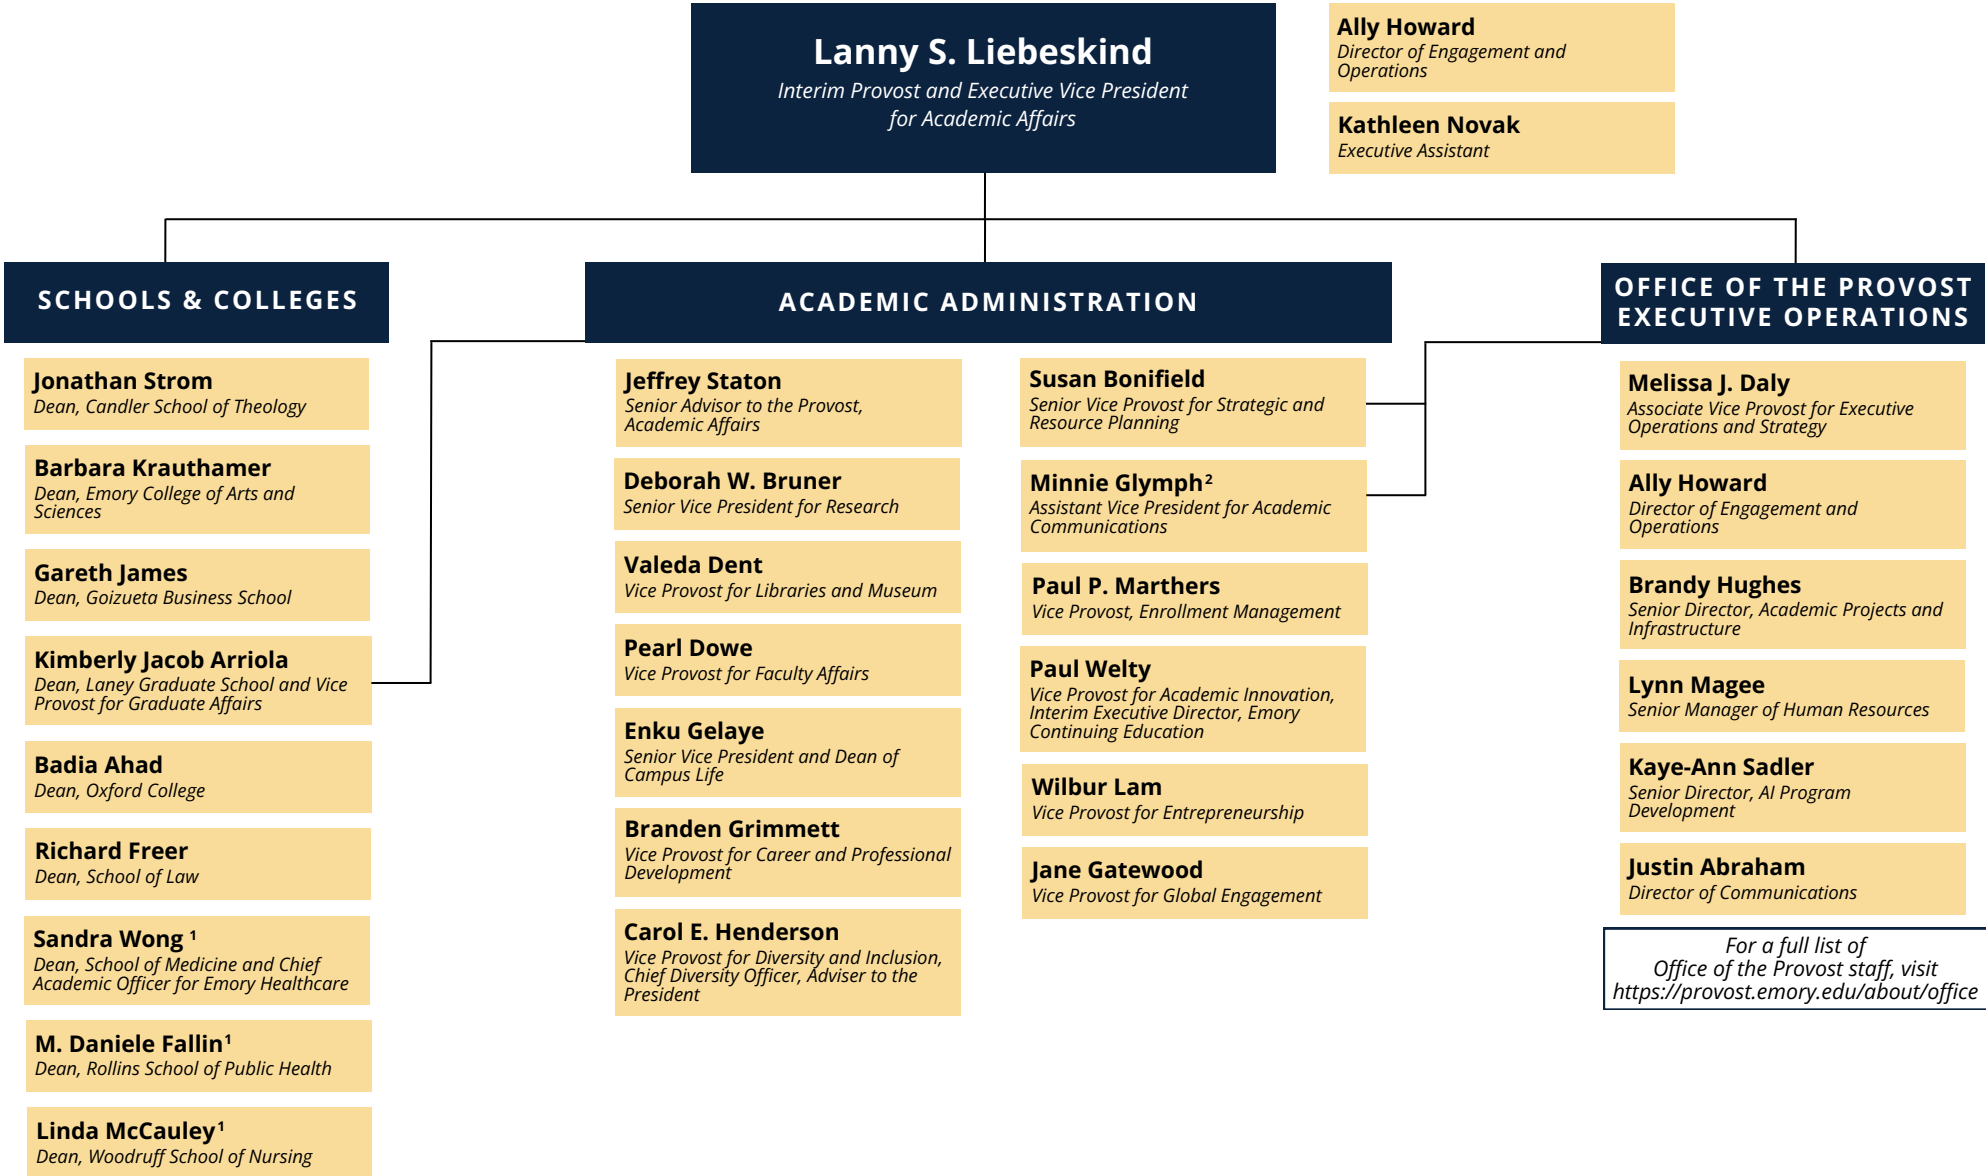 Lanny S. Liebeskind
Interim Provost and Executive Vice President
for Academic Affairs
Ally Howard
Director of Engagement and
Operations
Kathleen Novak
Executive Assistant
SCHOOLS & COLLEGES
Jonathan Strom
Dean, Candler School of Theology
Barbara Krauthamer
Dean, Emory College of Arts and
Sciences
Gareth James
Dean, Goizueta Business School
Kimberly Jacob Arriola
Dean, Laney Graduate School and Vice
Provost for Graduate Affairs
Badia Ahad
Dean, Oxford College
Richard Freer
Dean, School of Law
Sandra Wong ¹
Dean, School of Medicine and Chief
Academic Officer for Emory Healthcare
M. Daniele Fallin¹
Dean, Rollins School of Public Health
Linda McCauley¹
Dean, Woodruff School of Nursing
ACADEMIC ADMINISTRATION
Jeffrey Staton
Senior Advisor to the Provost,
Academic Affairs
Deborah W. Bruner
Senior Vice President for Research
Valeda Dent
Vice Provost for Libraries and Museum
Pearl Dowe
Vice Provost for Faculty Affairs
Enku Gelaye
Senior Vice President and Dean of
Campus Life
Branden Grimmett
Vice Provost for Career and Professional
Development
Carol E. Henderson
Vice Provost for Diversity and Inclusion,
Chief Diversity Officer, Adviser to the
President
Susan Bonifield
Senior Vice Provost for Strategic and
Resource Planning
Minnie Glymph²
Assistant Vice President for Academic
Communications
Paul P. Marthers
Vice Provost, Enrollment Management
Paul Welty
Vice Provost for Academic Innovation,
Interim Executive Director, Emory
Continuing Education
Wilbur Lam
Vice Provost for Entrepreneurship
Jane Gatewood
Vice Provost for Global Engagement
OFFICE OF THE PROVOST
EXECUTIVE OPERATIONS
Melissa J. Daly
Associate Vice Provost for Executive
Operations and Strategy
Ally Howard
Director of Engagement and
Operations
Brandy Hughes
Senior Director, Academic Projects and
Infrastructure
Lynn Magee
Senior Manager of Human Resources
Kaye-Ann Sadler
Senior Director, AI Program
Development
Justin Abraham
Director of Communications
For a full list of
Office of the Provost staff, visit
https://provost.emory.edu/about/office